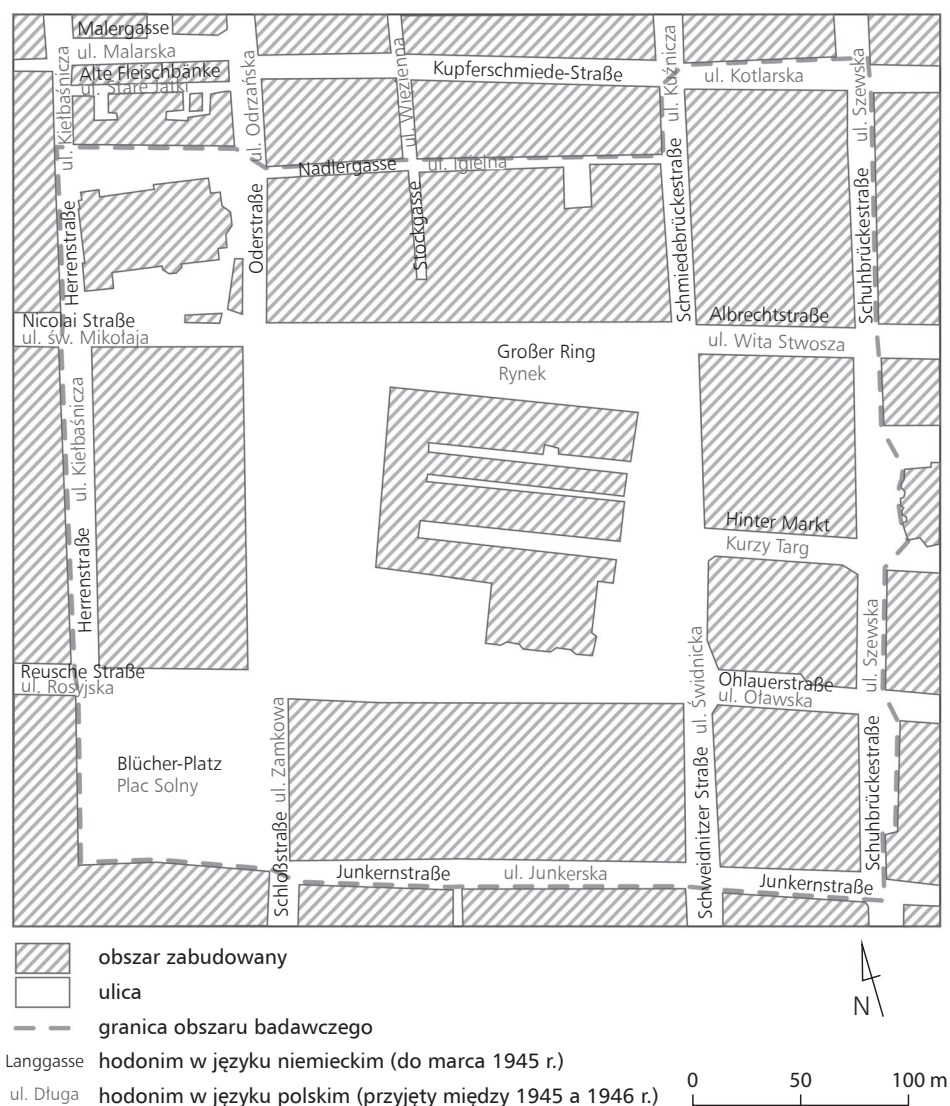 Malergasse
ul. Malarska
Alte Fleischbänke
ul. Stare Jatki
ul. Kiełbaśnicza
ul. Odrzańska
ul. Więzienna
Kupferschmiede-Straße
ul. Kuźnicza
ul. Kotlarska
ul. Szewska
Nadlergasse
ul. Igielna
Herrenstraße
Oderstraße
Stockgasse
Schmiedebrückestraße
Schuhbrückestraße
Nicolai Straße
ul. św. Mikołaja
Albrechtstraße
ul. Wita Stwosza
Großer Ring
Rynek
ul. Kiełbaśnicza
Herrenstraße
Hinter Markt
Kurzy Targ
Reusche Straße
ul. Rosyjska
ul. Świdnicka
Ohlauerstraße
ul. Oławska
ul. Szewska
Blücher-Platz
Plac Solny
ul. Zamkowa
Schloßstraße
Schweidnitzer Straße
Schuhbrückestraße
Junkernstraße
ul. Junkerska
Junkernstraße
obszar zabudowany
ulica
granica obszaru badawczego
Langgasse hodonim w języku niemieckim (do marca 1945 r.)
ul. Długa hodonim w języku polskim (przyjęty między 1945 a 1946 r.)
N
0 50 100 m